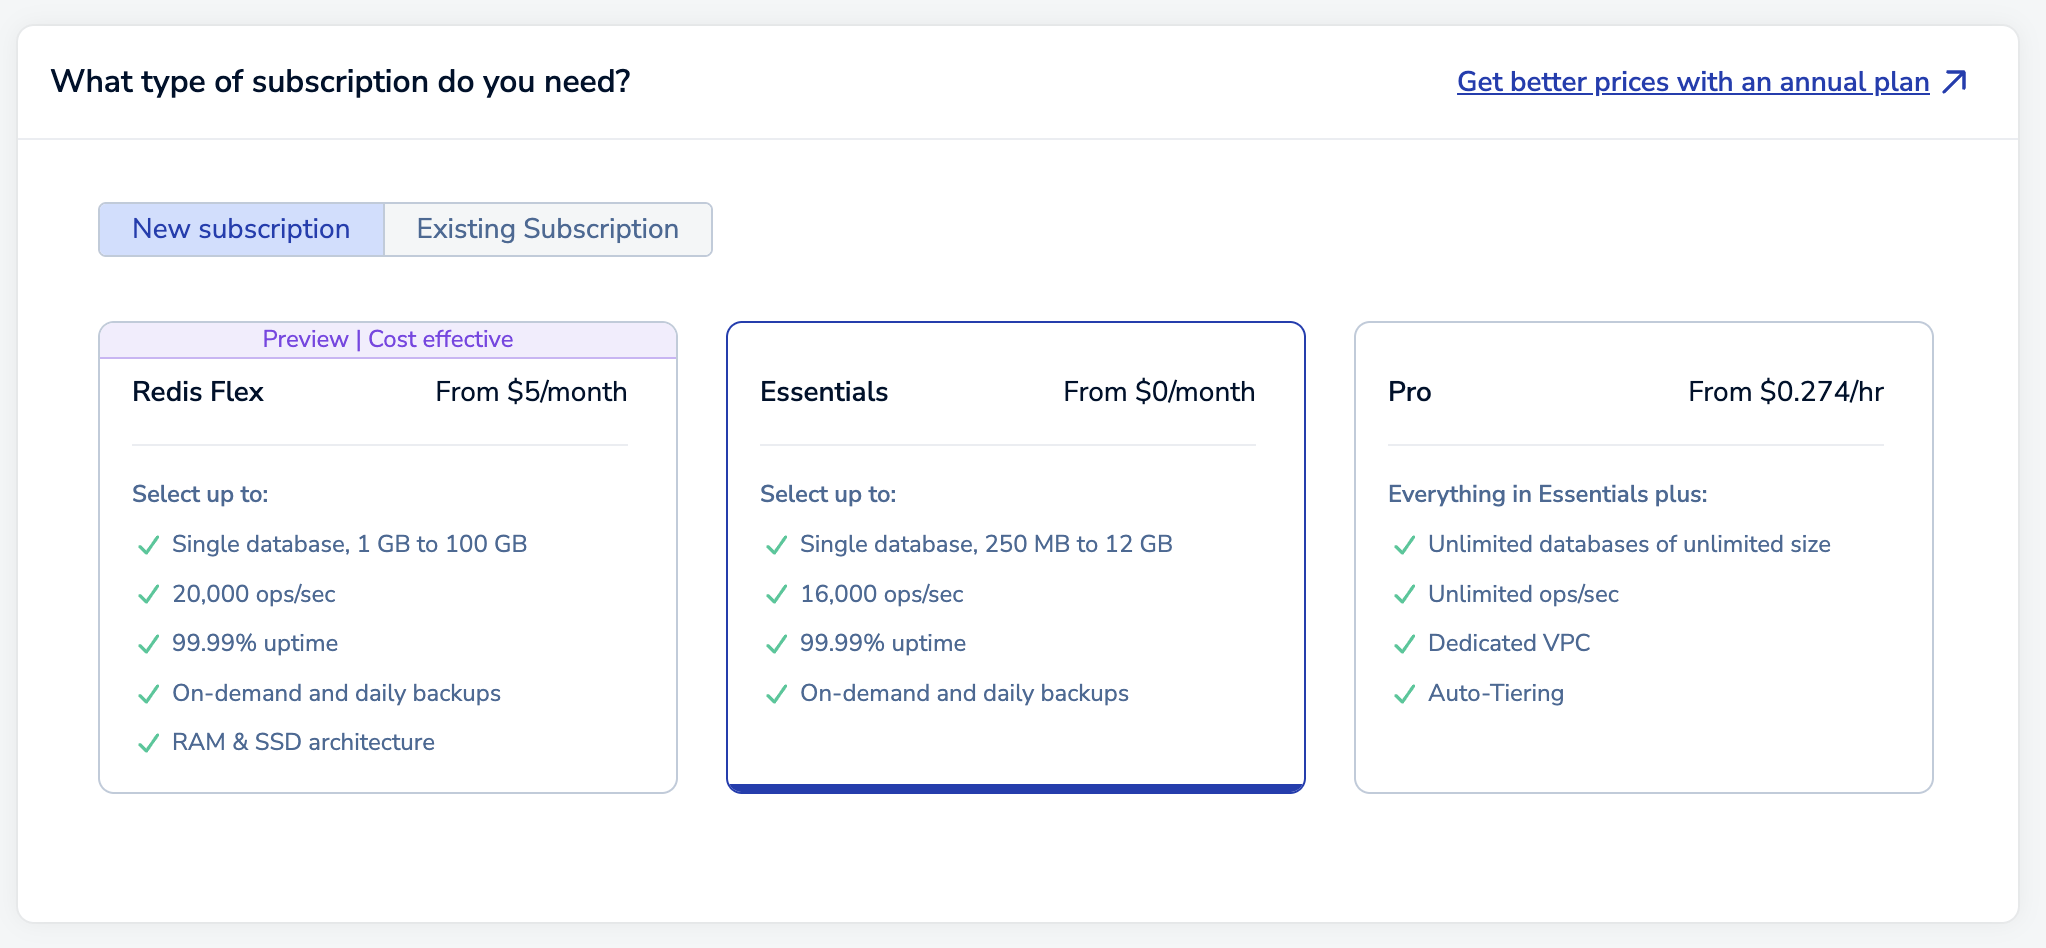 What type of subscription do you need?
Get better prices with an annual plan
New subscription
Existing Subscription
Preview | Cost effective
Redis Flex
From $5/month
Select up to:
Single database, 1 GB to 100 GB
20,000 ops/sec
99.99% uptime
On-demand and daily backups
RAM & SSD architecture
Essentials
From $0/month
Select up to:
Single database, 250 MB to 12 GB
16,000 ops/sec
99.99% uptime
On-demand and daily backups
Pro
From $0.274/hr
Everything in Essentials plus:
Unlimited databases of unlimited size
Unlimited ops/sec
Dedicated VPC
Auto-Tiering